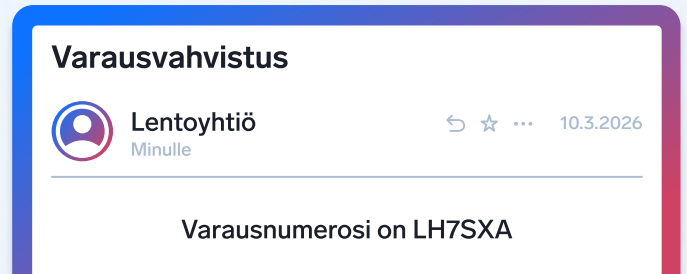 Varausvahvistus
Lentoyhtiö
10.3.2026
Minulle
Varausnumerosi on LH7SXA